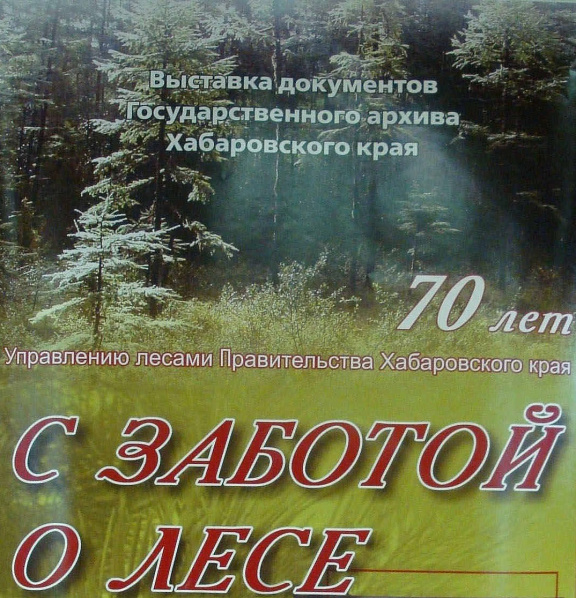 Выставка документов
Государственного архива
Хабаровского края
70 лет
Управлению лесами Правительства Хабаровского края
С ЗАБОТОЙ
О ЛЕСЕ